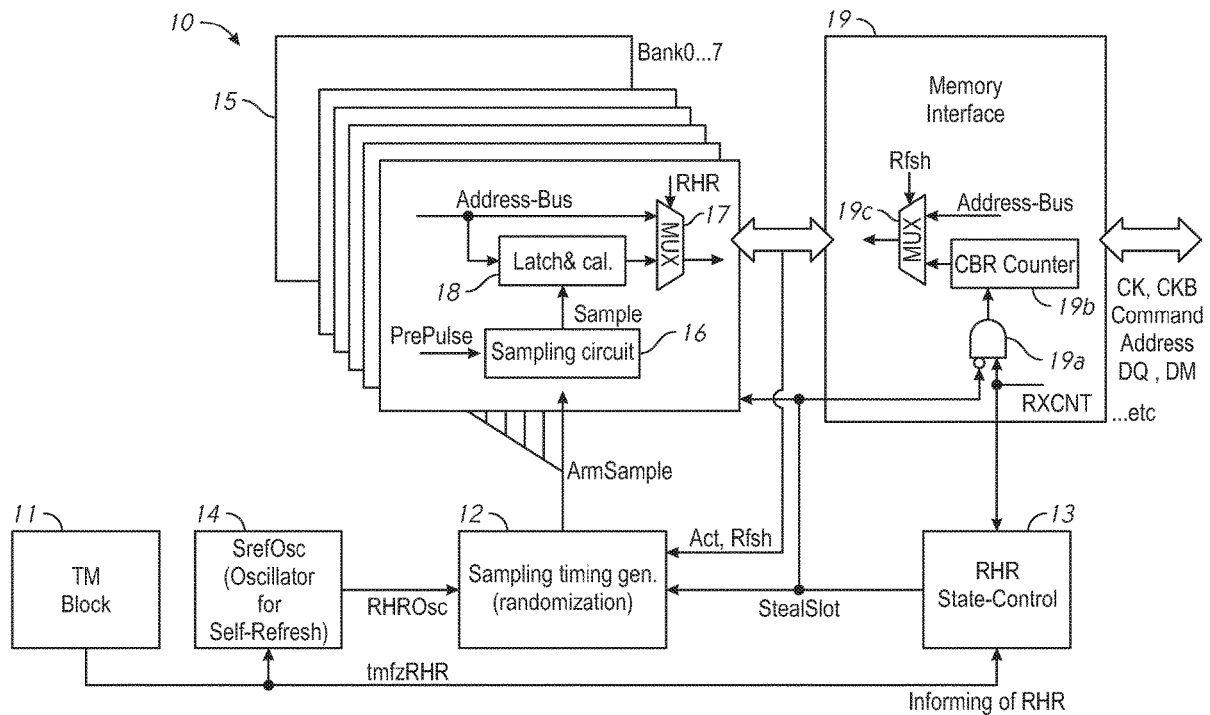 10
Bank0...7
15
19
Memory
Interface
Rfsh
19c
MUX
Address-Bus
CBR Counter
19b
19a
RXCNT
CK, CKB
Command
Address
DQ , DM
...etc
Address-Bus
RHR
17
MUX
Latch& cal.
18
Sample
PrePulse
16
Sampling circuit
ArmSample
11
TM
Block
14
SrefOsc
(Oscillator
for
Self-Refresh)
RHROsc
12
Sampling timing gen.
(randomization)
Act, Rfsh
StealSlot
13
RHR
State-Control
tmfzRHR
Informing of RHR